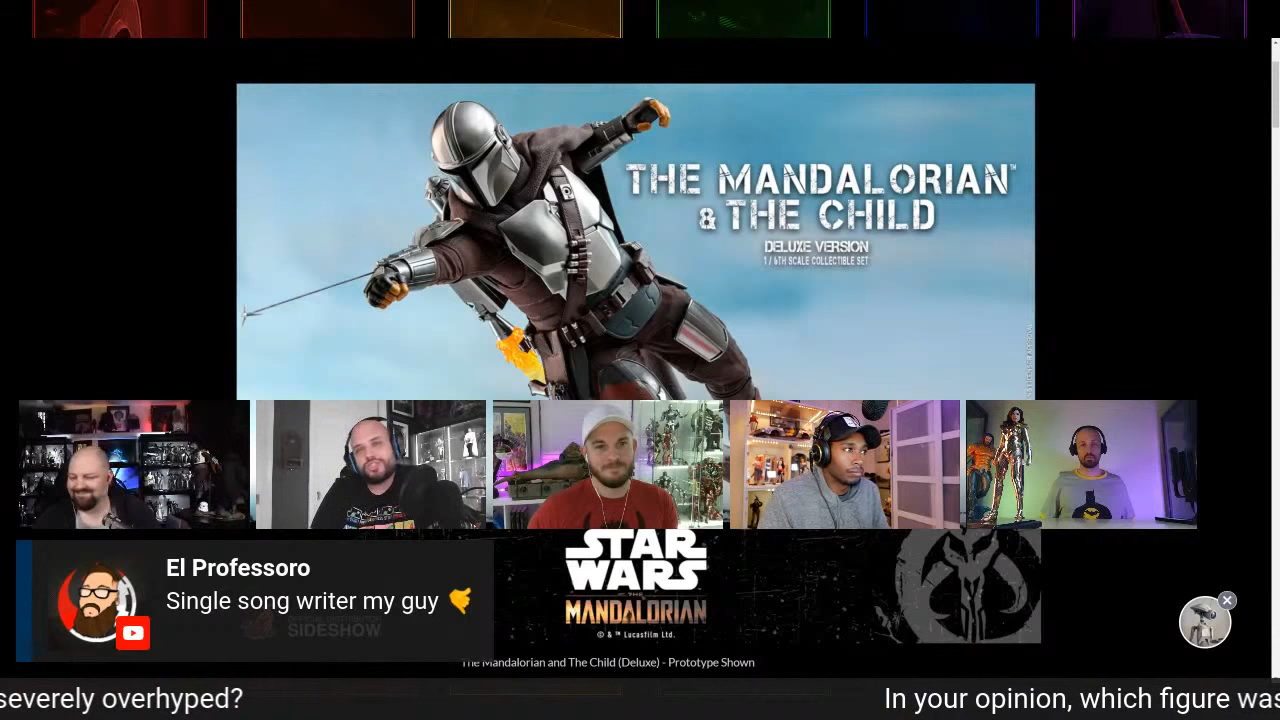 THE MANDALORIAN™
& THE CHILD
DELUXE VERSION
1 / 6TH SCALE COLLECTIBLE SET
STAR
WARS
THE
MANDALORIAN
© & ™ Lucasfilm Ltd.
El Professoro
Single song writer my guy 🤙
SIDESHOW
The Mandalorian and The Child (Deluxe) - Prototype Shown
severely overhyped?
In your opinion, which figure was